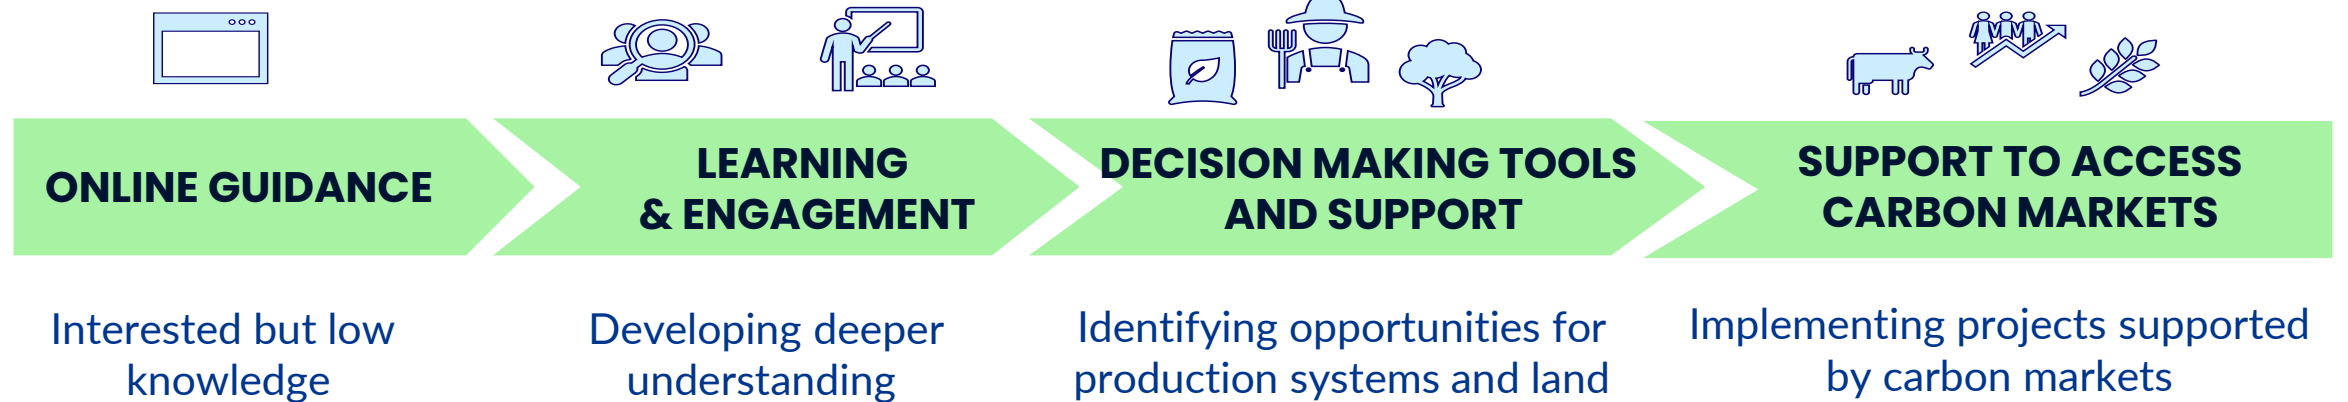 ONLINE GUIDANCE
LEARNING
& ENGAGEMENT
DECISION MAKING TOOLS
AND SUPPORT
SUPPORT TO ACCESS
CARBON MARKETS
Interested but low
knowledge
Developing deeper
understanding
Identifying opportunities for
production systems and land
Implementing projects supported
by carbon markets